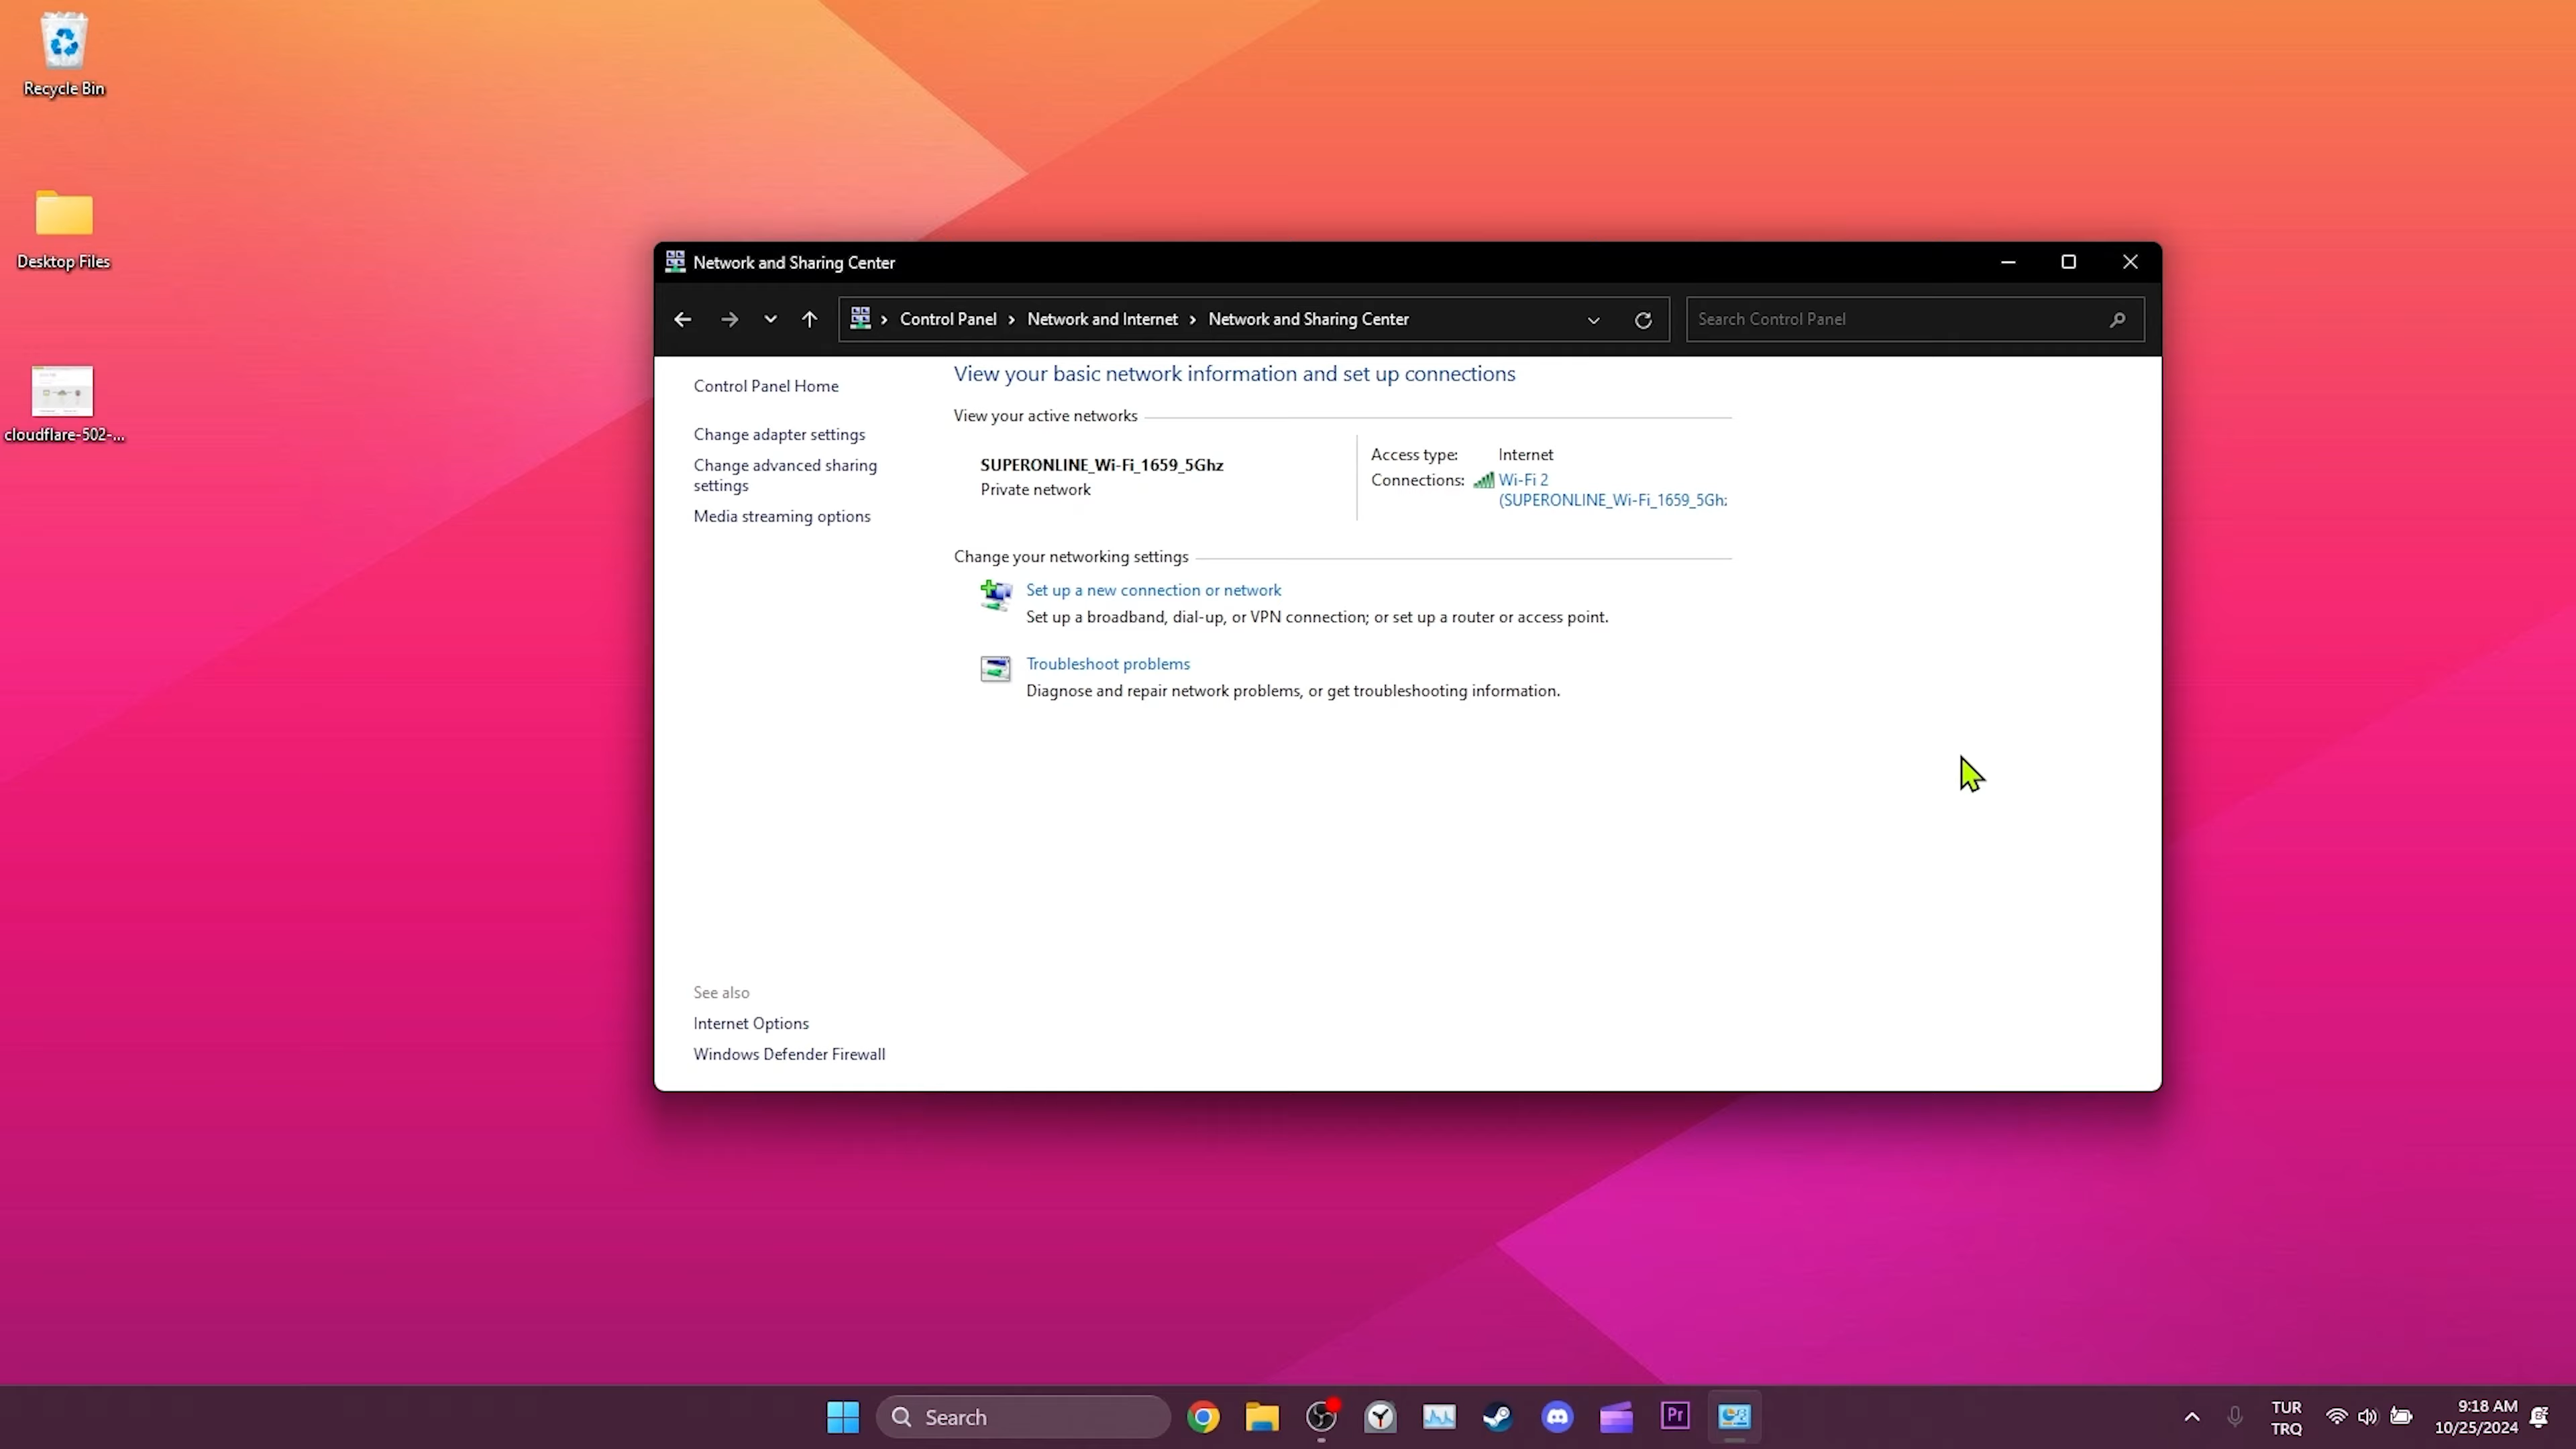 Recycle Bin
Desktop Files
cloudflare-502-...
Network and Sharing Center
Control Panel › Network and Internet › Network and Sharing Center
Search Control Panel
Control Panel Home
Change adapter settings
Change advanced sharing
settings
Media streaming options
View your basic network information and set up connections
View your active networks
SUPERONLINE_Wi-Fi_1659_5Ghz
Private network
Access type: Internet
Connections: Wi-Fi 2
(SUPERONLINE_Wi-Fi_1659_5Gh:
Change your networking settings
Set up a new connection or network
Set up a broadband, dial-up, or VPN connection; or set up a router or access point.
Troubleshoot problems
Diagnose and repair network problems, or get troubleshooting information.
See also
Internet Options
Windows Defender Firewall
Search
Pr
TUR
TRQ
9:18 AM
10/25/2024